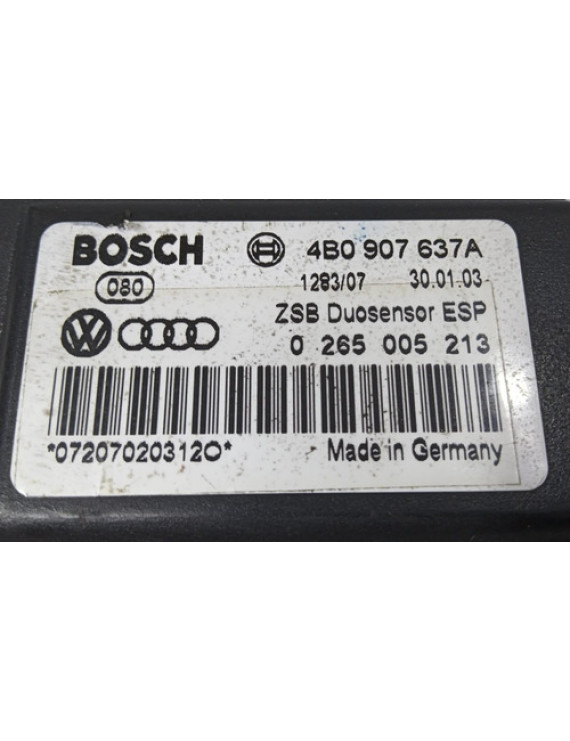 BOSCH 4B0 907 637A
080 1283/07 30.01.03
ZSB Duosensor ESP
0 265 005 213
*07207020312O* Made in Germany